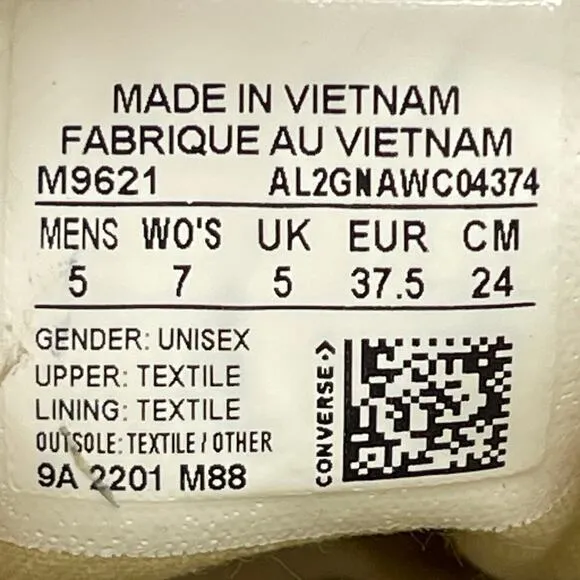 MADE IN VIETNAM
FABRIQUE AU VIETNAM
M9621 AL2GNAWC04374
MENS WO'S UK EUR CM
5 7 5 37.5 24
GENDER: UNISEX
UPPER: TEXTILE
LINING: TEXTILE
OUTSOLE: TEXTILE / OTHER
9A 2201 M88
CONVERSE